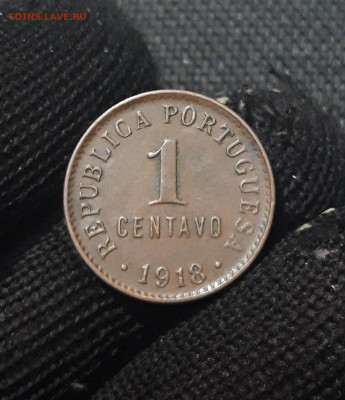 COINS.LAVE.RU
REPUBLICA PORTUGUESA
1
CENTAVO
• 1918 •